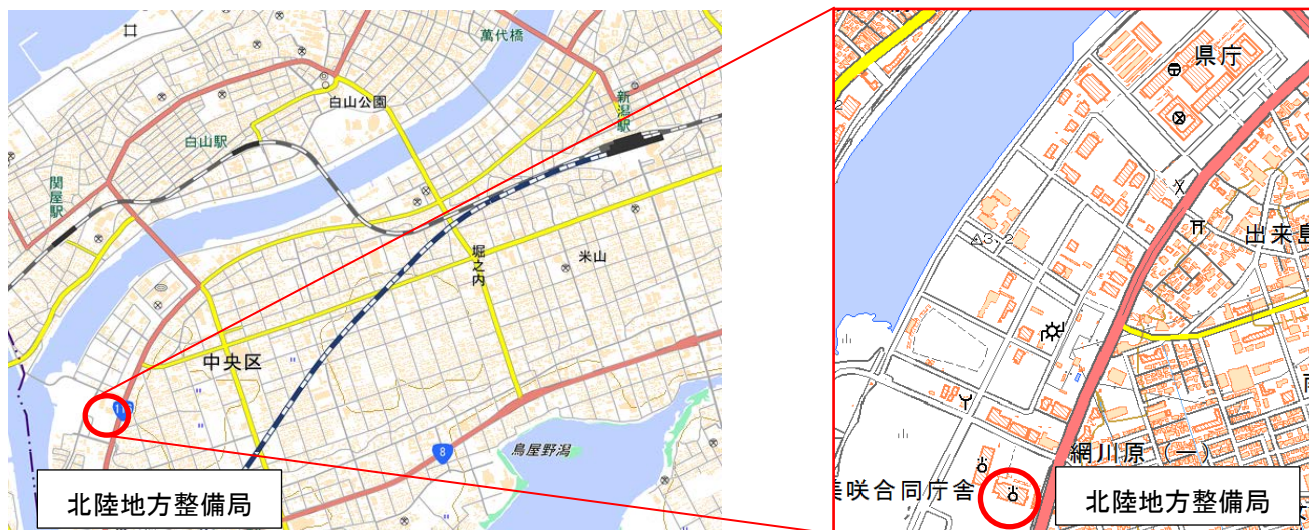 萬代橋
白山公園
白山駅
新潟駅
関屋駅
堀之内
米山
中央区
8
鳥屋野潟
北陸地方整備局
県庁
3.2
出来島
網川原(一)
美咲合同庁舎
北陸地方整備局